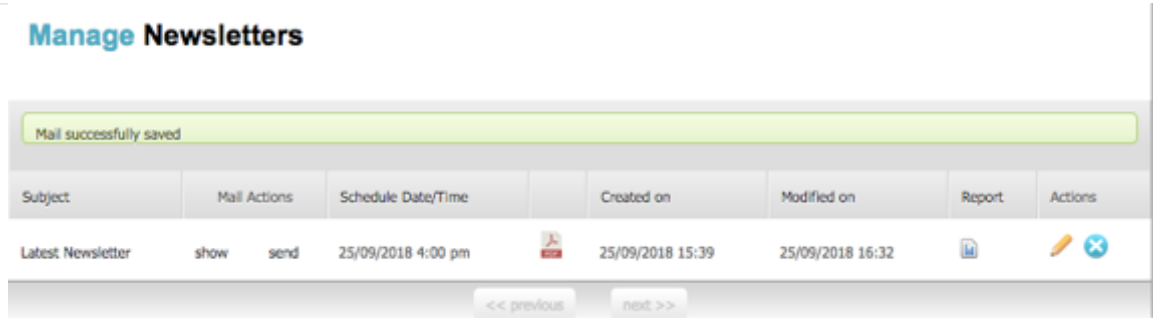 Manage Newsletters
Mail successfully saved
Subject Mail Actions Schedule Date/Time Created on Modified on Report Actions
Latest Newsletter show send 25/09/2018 4:00 pm PDF 25/09/2018 15:39 25/09/2018 16:32
<< previous next >>